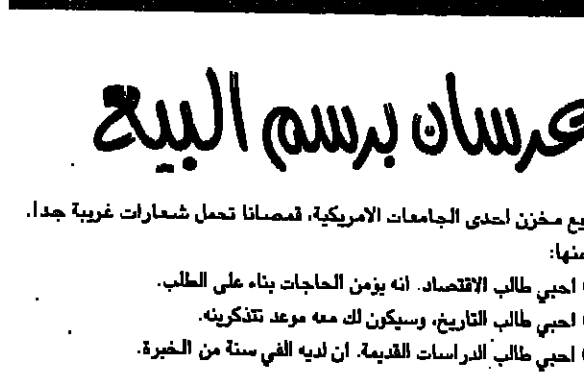 عرسان برسم البيع
يع مخزن احدى الجامعات الامريكية، قمصانا تحمل شعارات غريبة جدا.
منها:
احبي طالب الاقتصاد. انه يؤمن الحاجات بناء على الطلب.
احبي طالب التاريخ، وسيكون لك معه موعد تتذكرينه.
احبي طالب الدراسات القديمة. ان لديه الفي سنة من الخبرة.